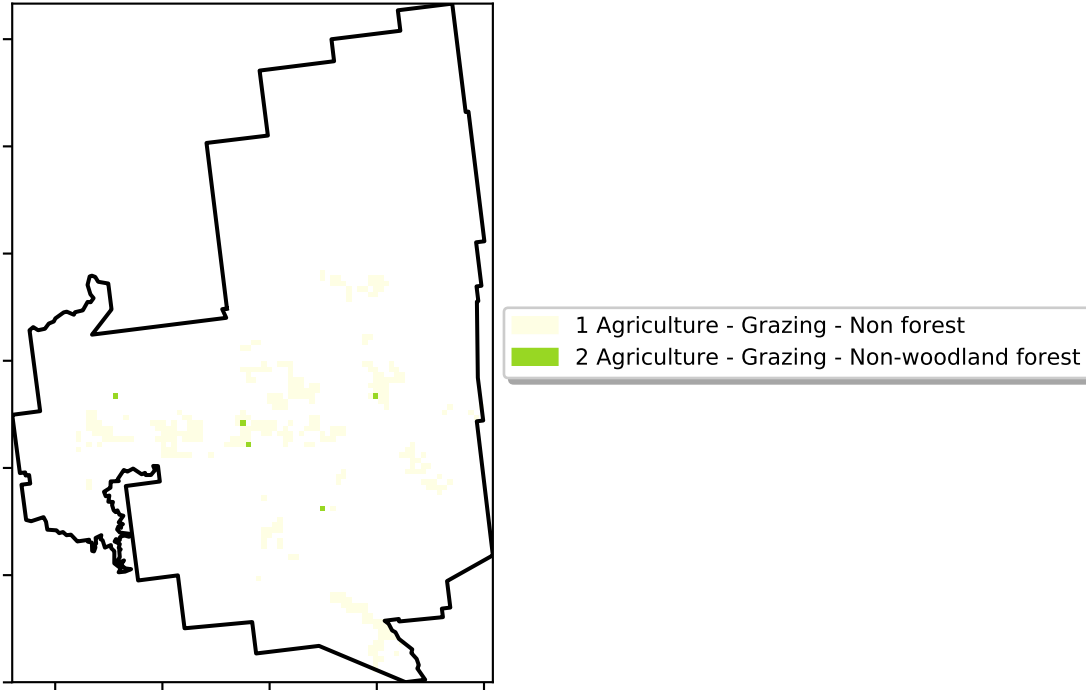 1 Agriculture - Grazing - Non forest
2 Agriculture - Grazing - Non-woodland forest